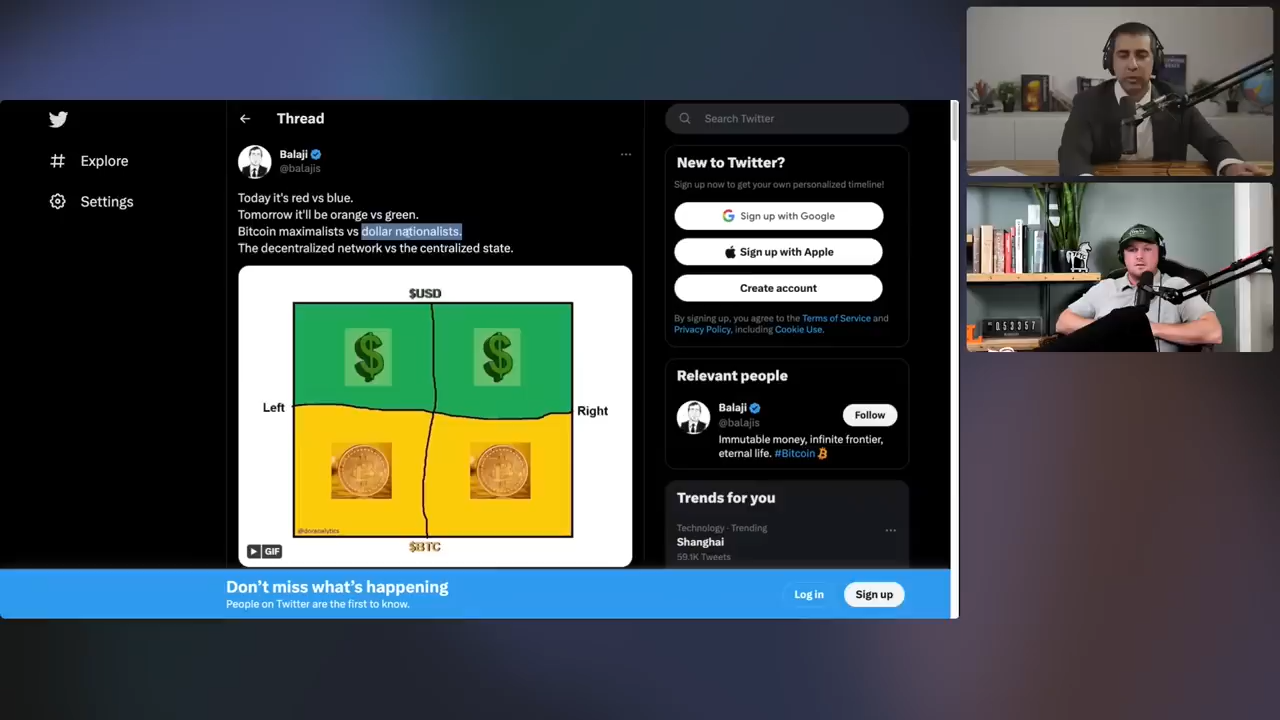 Explore
Settings
Thread
Balaji
@balajis
Today it's red vs blue.
Tomorrow it'll be orange vs green.
Bitcoin maximalists vs dollar nationalists.
The decentralized network vs the centralized state.
$USD
Left
Right
@doranalytics
$BTC
GIF
Search Twitter
New to Twitter?
Sign up now to get your own personalized timeline!
Sign up with Google
Sign up with Apple
Create account
By signing up, you agree to the Terms of Service and
Privacy Policy, including Cookie Use.
Relevant people
Balaji
@balajis
Follow
Immutable money, infinite frontier,
eternal life. #Bitcoin
Trends for you
Technology · Trending
Shanghai
59.1K Tweets
Don't miss what's happening
People on Twitter are the first to know.
Log in
Sign up